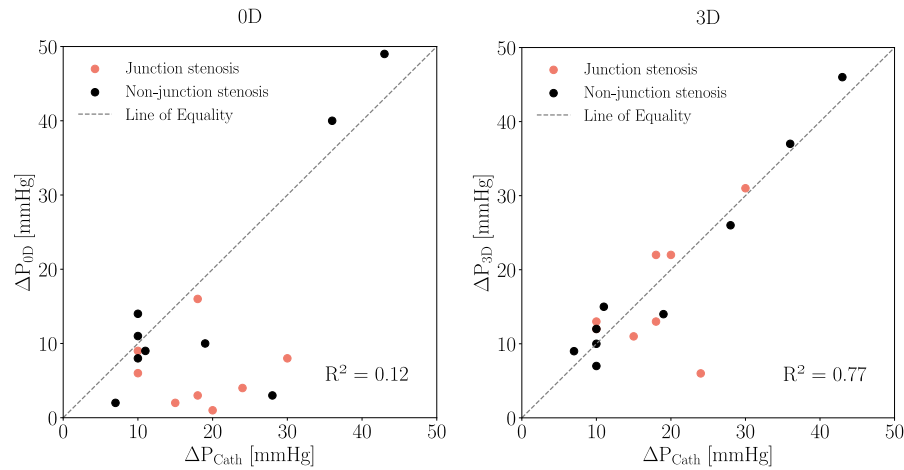 0D
50
40
30
20
10
0
ΔP0D [mmHg]
Junction stenosis
Non-junction stenosis
Line of Equality
R² = 0.12
0 10 20 30 40 50
ΔPCath [mmHg]
3D
50
40
30
20
10
0
ΔP3D [mmHg]
Junction stenosis
Non-junction stenosis
Line of Equality
R² = 0.77
0 10 20 30 40 50
ΔPCath [mmHg]